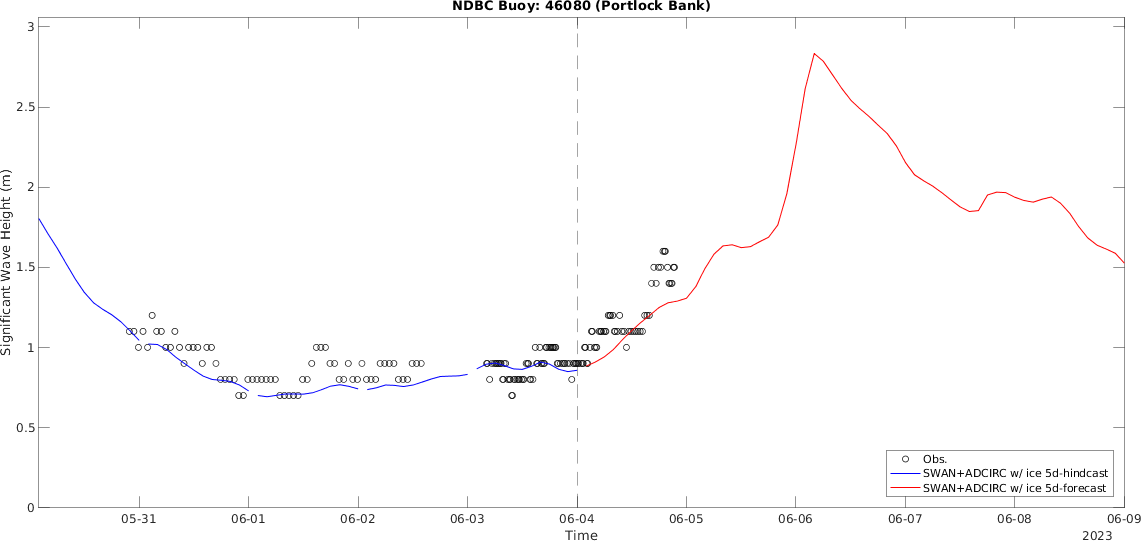 NDBC Buoy: 46080 (Portlock Bank)
3
2.5
2
1.5
1
0.5
0
Significant Wave Height (m)
Obs.
SWAN+ADCIRC w/ ice 5d-hindcast
SWAN+ADCIRC w/ ice 5d-forecast
05-31 06-01 06-02 06-03 06-04 06-05 06-06 06-07 06-08 06-09
Time
2023